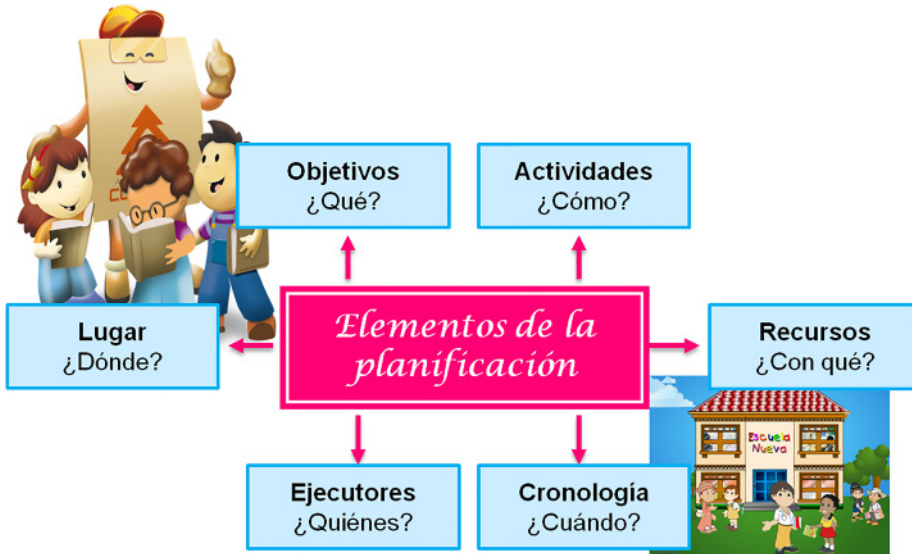 Objetivos
¿Qué?
Actividades
¿Cómo?
Elementos de la
planificación
Lugar
¿Dónde?
Recursos
¿Con qué?
Escuela
Nueva
Ejecutores
¿Quiénes?
Cronología
¿Cuándo?